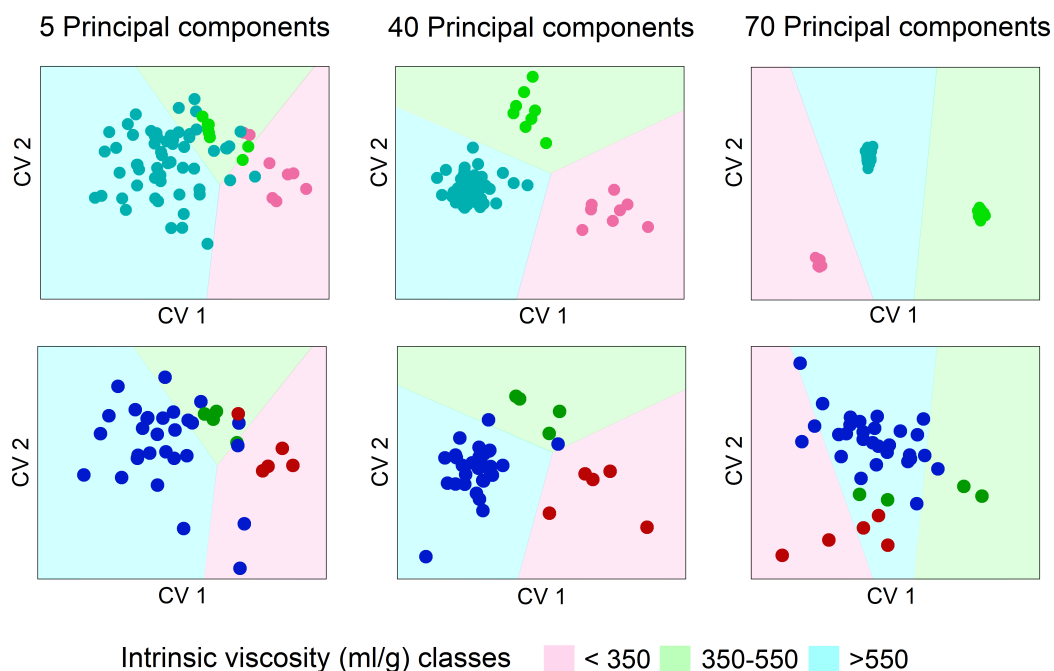 5 Principal components
40 Principal components
70 Principal components
CV 2
CV 2
CV 2
CV 1
CV 1
CV 1
CV 2
CV 2
CV 2
CV 1
CV 1
CV 1
Intrinsic viscosity (ml/g) classes < 350 350-550 >550